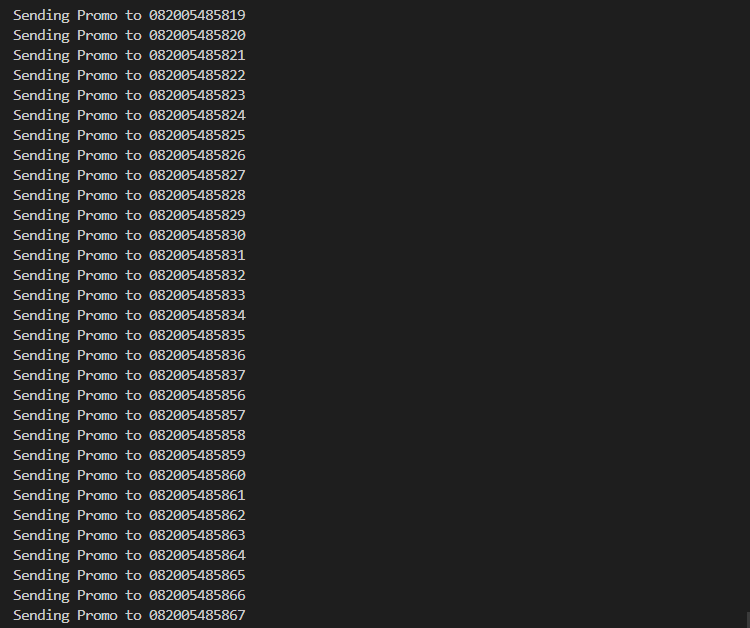 Sending Promo to 082005485819
Sending Promo to 082005485820
Sending Promo to 082005485821
Sending Promo to 082005485822
Sending Promo to 082005485823
Sending Promo to 082005485824
Sending Promo to 082005485825
Sending Promo to 082005485826
Sending Promo to 082005485827
Sending Promo to 082005485828
Sending Promo to 082005485829
Sending Promo to 082005485830
Sending Promo to 082005485831
Sending Promo to 082005485832
Sending Promo to 082005485833
Sending Promo to 082005485834
Sending Promo to 082005485835
Sending Promo to 082005485836
Sending Promo to 082005485837
Sending Promo to 082005485856
Sending Promo to 082005485857
Sending Promo to 082005485858
Sending Promo to 082005485859
Sending Promo to 082005485860
Sending Promo to 082005485861
Sending Promo to 082005485862
Sending Promo to 082005485863
Sending Promo to 082005485864
Sending Promo to 082005485865
Sending Promo to 082005485866
Sending Promo to 082005485867